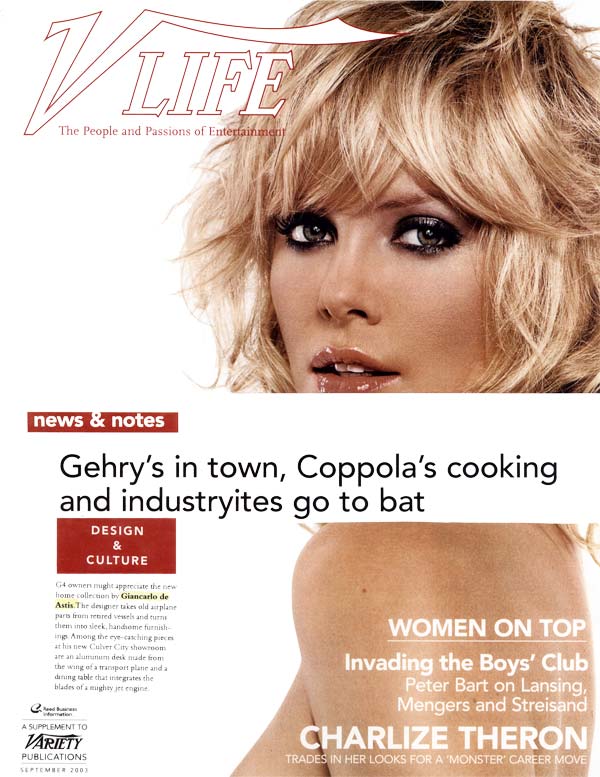 V LIFE
The People and Passions of Entertainment
news & notes
Gehry's in town, Coppola's cooking
and industryites go to bat
DESIGN
&
CULTURE
G4 owners might appreciate the new
home collection by Giancarlo de
Astis. The designer takes old airplane
parts from retired vessels and turns
them into sleek, handsome furnish-
ings. Among the eye-catching pieces
at his new Culver City showroom
are an aluminum desk made from
the wing of a transport plane and a
dining table that integrates the
blades of a mighty jet engine.
Reed Business
Information
A SUPPLEMENT TO
VARIETY
PUBLICATIONS
SEPTEMBER 2003
WOMEN ON TOP
Invading the Boys' Club
Peter Bart on Lansing,
Mengers and Streisand
CHARLIZE THERON
TRADES IN HER LOOKS FOR A 'MONSTER' CAREER MOVE